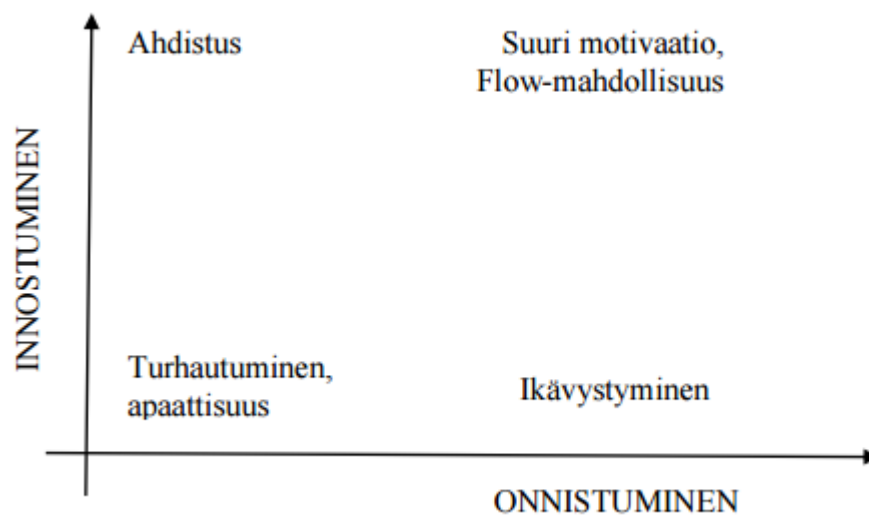 Ahdistus
Suuri motivaatio,
Flow-mahdollisuus
INNOSTUMINEN
Turhautuminen,
apaattisuus
Ikävystyminen
ONNISTUMINEN